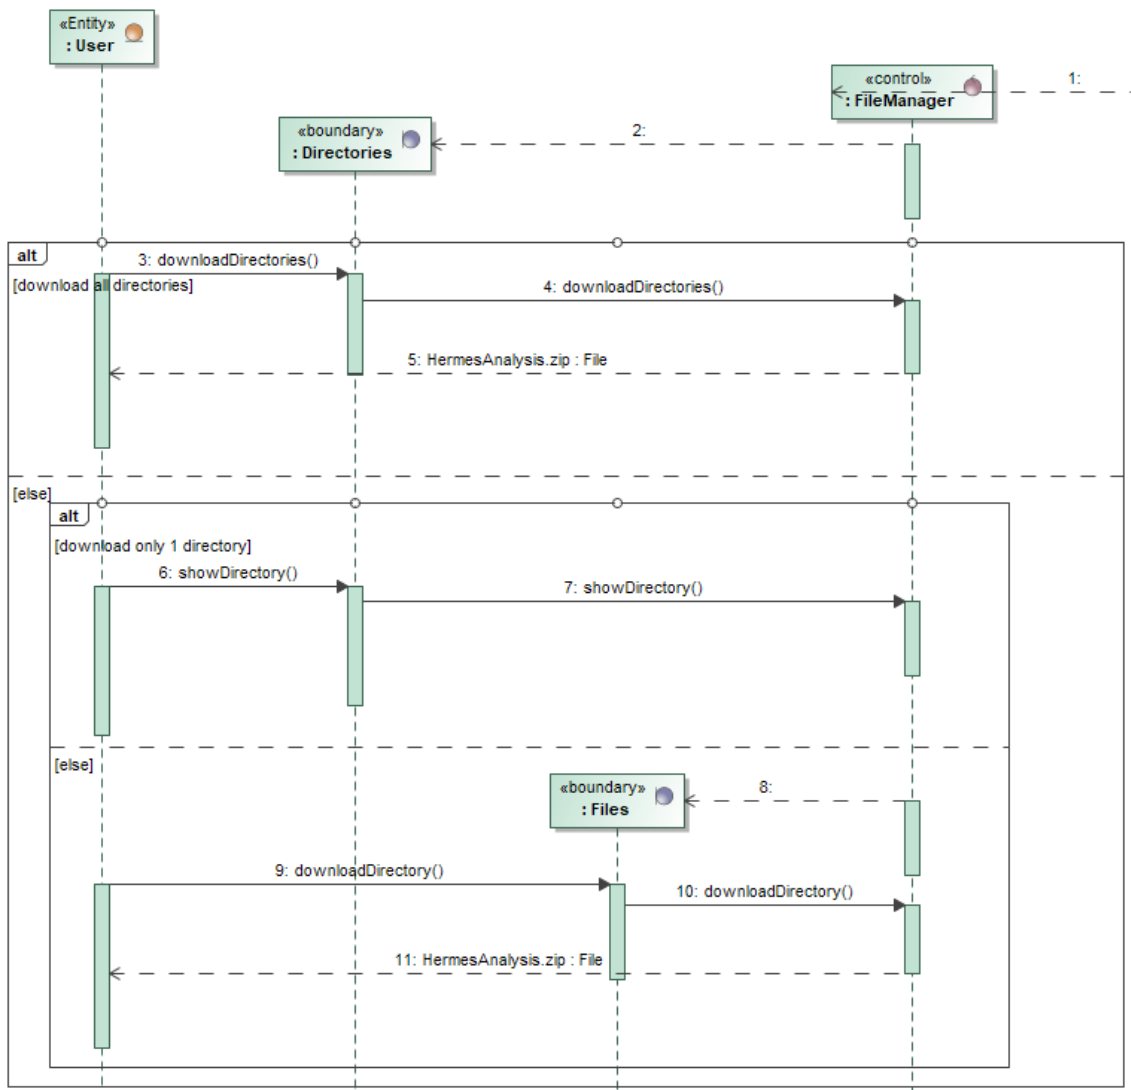 «Entity»
: User
«control»
: FileManager
1:
«boundary»
: Directories
2:
alt
3: downloadDirectories()
[download all directories]
4: downloadDirectories()
5: HermesAnalysis.zip : File
[else]
alt
[download only 1 directory]
6: showDirectory()
7: showDirectory()
[else]
«boundary»
: Files
8:
9: downloadDirectory()
10: downloadDirectory()
11: HermesAnalysis.zip : File